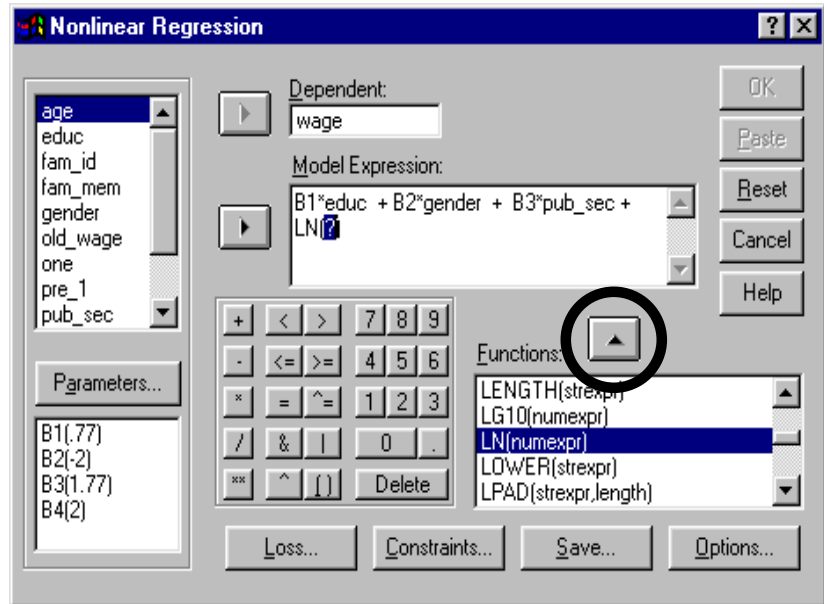 Nonlinear Regression
age
educ
fam_id
fam_mem
gender
old_wage
one
pre_1
pub_sec
Parameters...
B1(.77)
B2(-2)
B3(1.77)
B4(2)
Dependent:
wage
Model Expression:
B1*educ + B2*gender + B3*pub_sec +
LN(?)
+ < > 7 8 9
- <= >= 4 5 6
* = ^= 1 2 3
/ & | 0 .
** ^ () Delete
Functions:
LENGTH(strexpr)
LG10(numexpr)
LN(numexpr)
LOWER(strexpr)
LPAD(strexpr,length)
OK
Paste
Reset
Cancel
Help
Loss... Constraints... Save... Options...